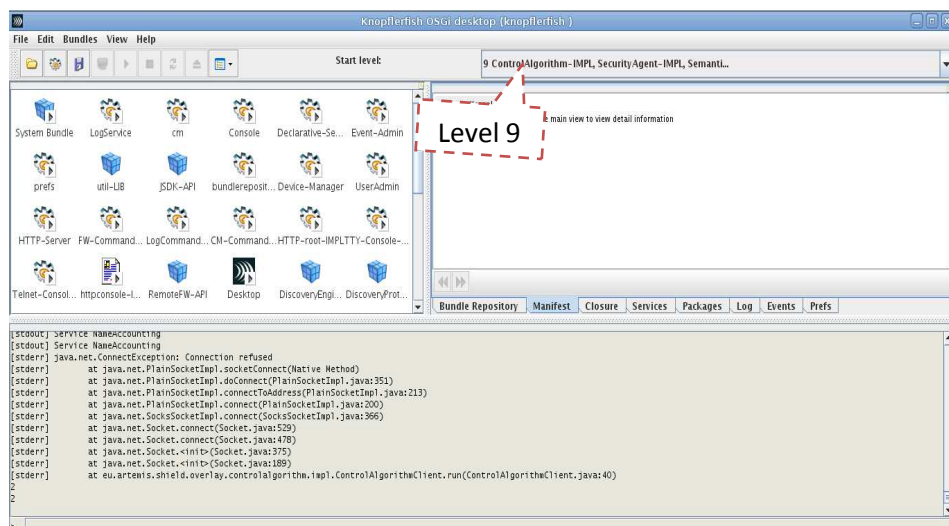 Knopflerfish OSGi desktop (knopflerfish )
File Edit Bundles View Help
Start level:
9 ControlAlgorithm-IMPL, SecurityAgent-IMPL, Semanti...
Level 9
main view to view detail information
System Bundle LogService cm Console Declarative-Se... Event-Admin
prefs util-LIB JSDK-API bundlereposit... Device-Manager UserAdmin
HTTP-Server FW-Command... LogCommand... CM-Command... HTTP-root-IMPL TTY-Console-...
Telnet-Consol... httpconsole-I... RemoteFW-API Desktop DiscoveryEngi... DiscoveryProt...
Bundle Repository Manifest Closure Services Packages Log Events Prefs
[stdout] Service NameAccounting
[stdout] Service NameAccounting
[stderr] java.net.ConnectException: Connection refused
[stderr] at java.net.PlainSocketImpl.socketConnect(Native Method)
[stderr] at java.net.PlainSocketImpl.doConnect(PlainSocketImpl.java:351)
[stderr] at java.net.PlainSocketImpl.connectToAddress(PlainSocketImpl.java:213)
[stderr] at java.net.PlainSocketImpl.connect(PlainSocketImpl.java:200)
[stderr] at java.net.SocksSocketImpl.connect(SocksSocketImpl.java:366)
[stderr] at java.net.Socket.connect(Socket.java:529)
[stderr] at java.net.Socket.connect(Socket.java:478)
[stderr] at java.net.Socket.<init>(Socket.java:375)
[stderr] at java.net.Socket.<init>(Socket.java:189)
[stderr] at eu.artemis.shield.overlay.controlalgorithm.impl.ControlAlgorithmClient.run(ControlAlgorithmClient.java:40)
2
2